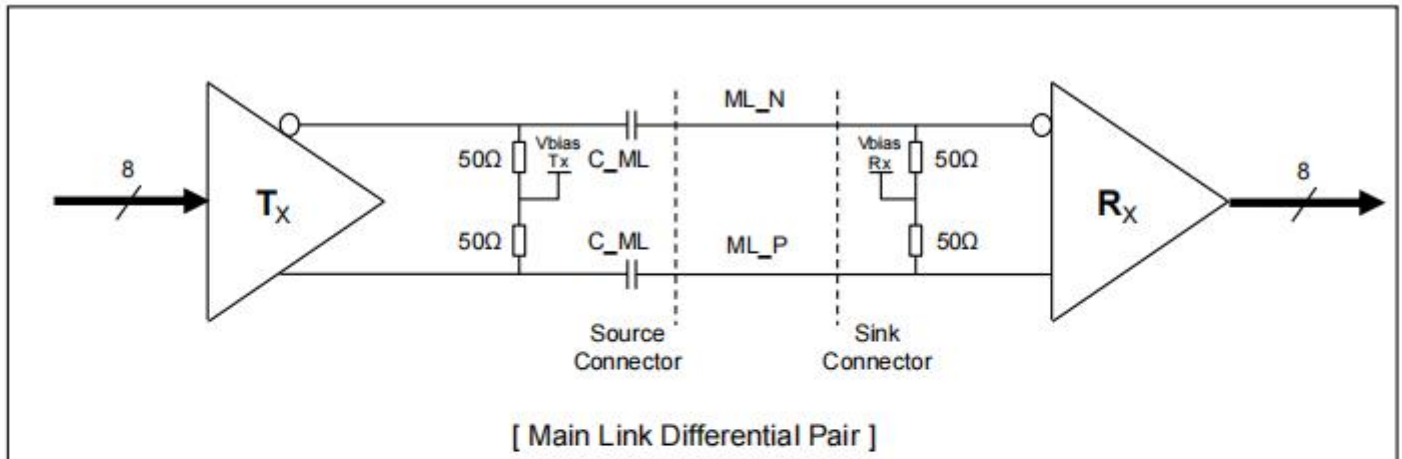 ML_N
8
50Ω
Vbias
Tx
C_ML
Vbias
Rx
50Ω
8
TX
RX
50Ω
C_ML
ML_P
50Ω
Source
Connector
Sink
Connector
[ Main Link Differential Pair ]